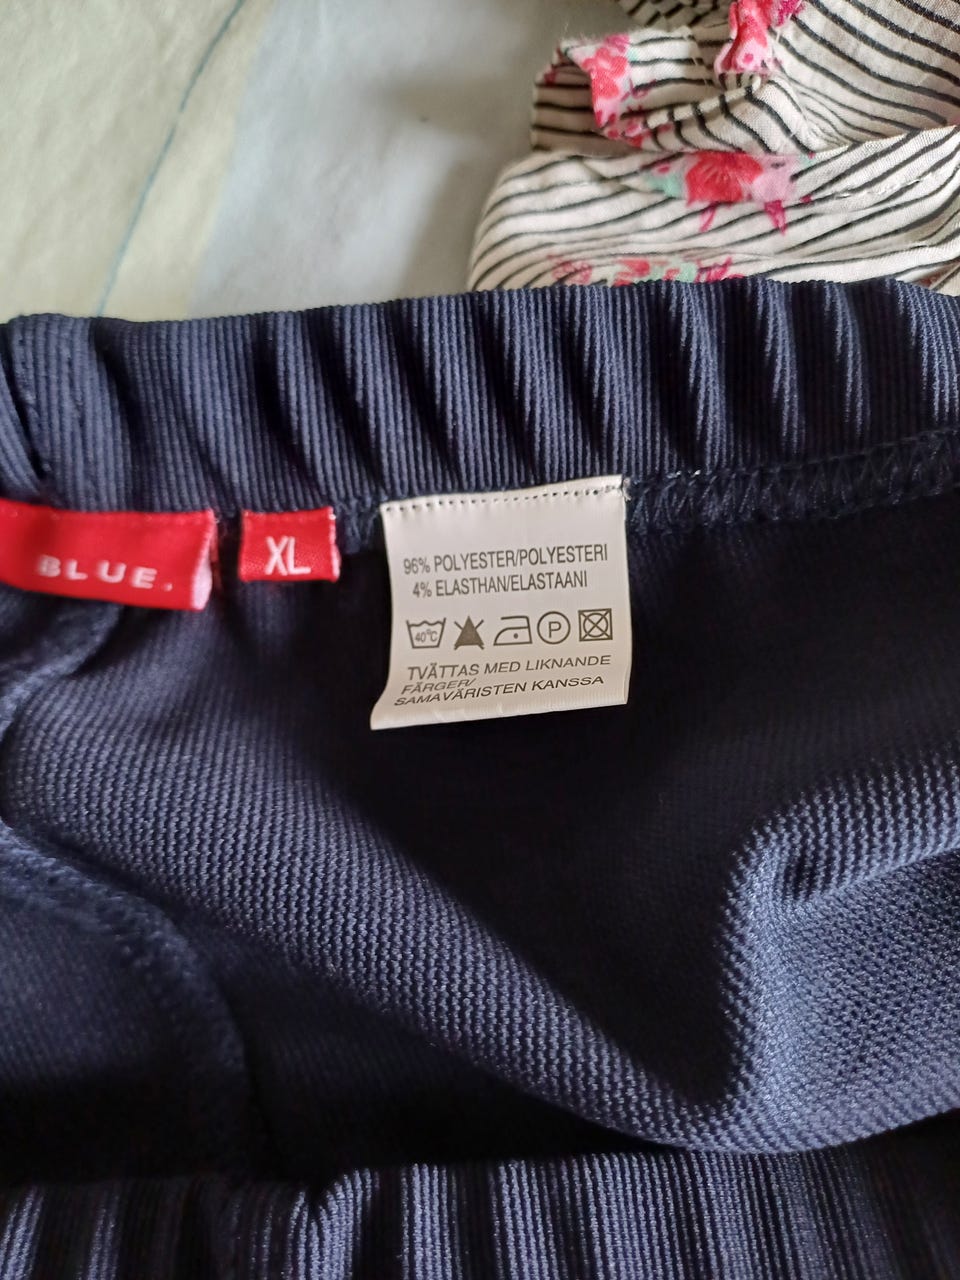 BLUE.
XL
96% POLYESTER/POLYESTERI
4% ELASTHAN/ELASTAANI
40°C P
TVÄTTAS MED LIKNANDE
FÄRGER/
SAMAVÄRISTEN KANSSA